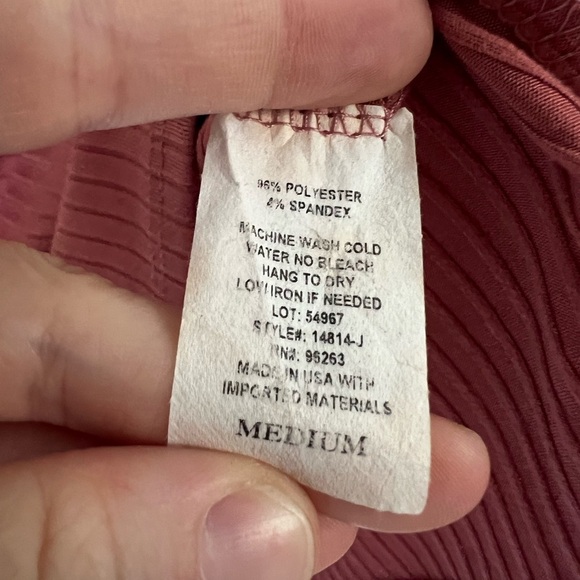 96% POLYESTER
4% SPANDEX
MACHINE WASH COLD
WATER NO BLEACH
HANG TO DRY
LOW IRON IF NEEDED
LOT: 54967
STYLE#: 14814-J
RN#: 96263
MADE IN USA WITH
IMPORTED MATERIALS
MEDIUM